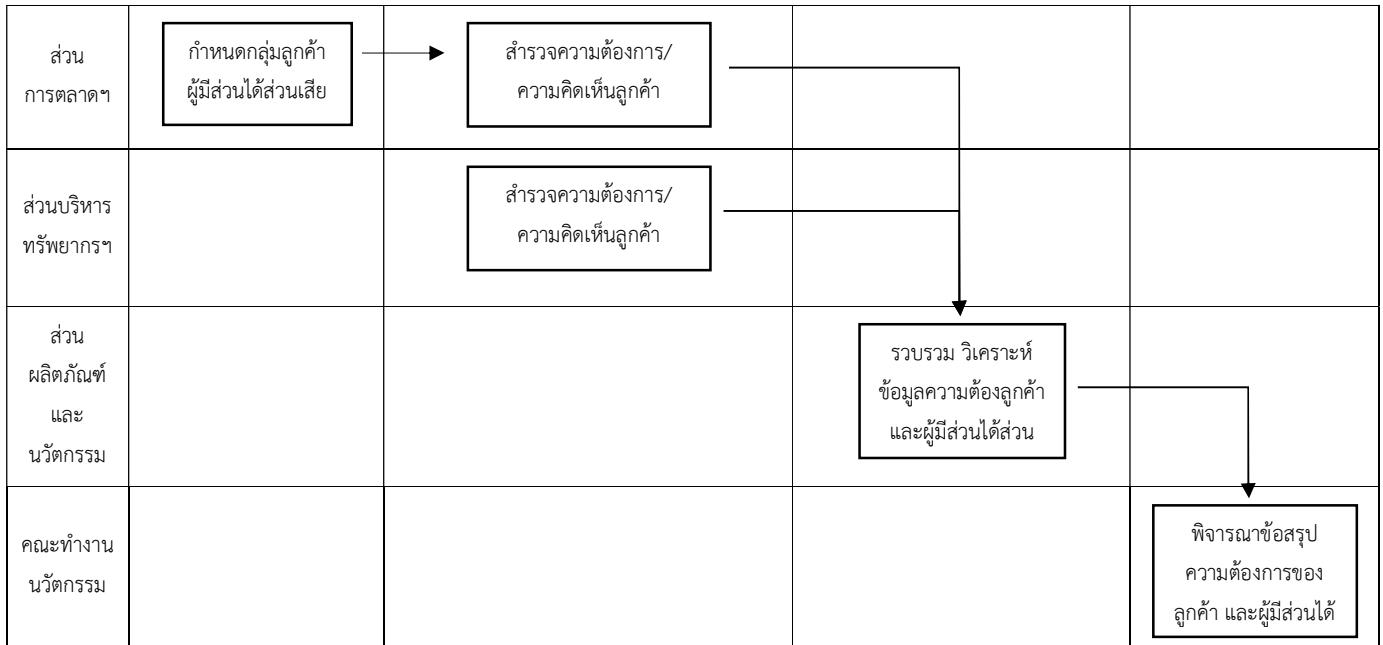 ส่วน
การตลาดฯ
กำหนดกลุ่มลูกค้า
ผู้มีส่วนได้ส่วนเสีย
สำรวจความต้องการ/
ความคิดเห็นลูกค้า
ส่วนบริหาร
ทรัพยากรฯ
สำรวจความต้องการ/
ความคิดเห็นลูกค้า
ส่วน
ผลิตภัณฑ์
และ
นวัตกรรม
รวบรวม วิเคราะห์
ข้อมูลความต้องลูกค้า
และผู้มีส่วนได้ส่วน
คณะทำงาน
นวัตกรรม
พิจารณาข้อสรุป
ความต้องการของ
ลูกค้า และผู้มีส่วนได้